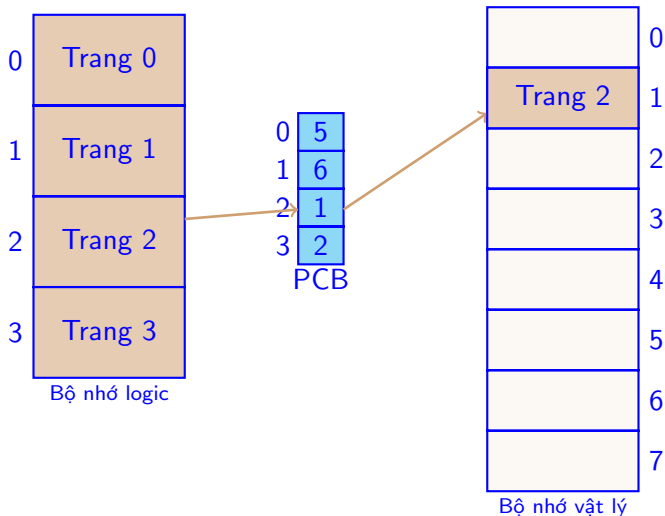 0 Trang 0
1 Trang 1
2 Trang 2
3 Trang 3
Bộ nhớ logic
0 5
1 6
2 1
3 2
PCB
0
Trang 2 1
2
3
4
5
6
7
Bộ nhớ vật lý